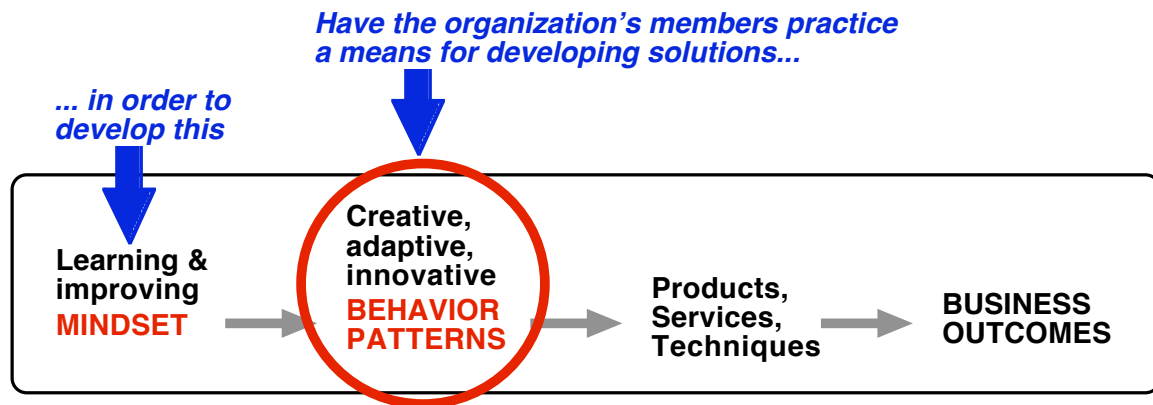 Have the organization's members practice
a means for developing solutions...
... in order to
develop this
Learning &
improving
MINDSET
Creative,
adaptive,
innovative
BEHAVIOR
PATTERNS
Products,
Services,
Techniques
BUSINESS
OUTCOMES